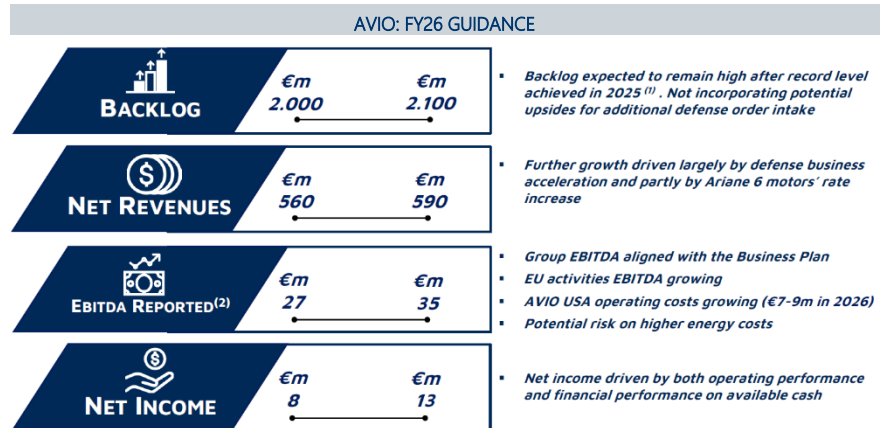 AVIO: FY26 GUIDANCE
BACKLOG
€m €m
2.000 2.100
▪ Backlog expected to remain high after record level
achieved in 2025 (1) . Not incorporating potential
upsides for additional defense order intake
$
NET REVENUES
€m €m
560 590
▪ Further growth driven largely by defense business
acceleration and partly by Ariane 6 motors’ rate
increase
EBITDA REPORTED(2)
€m €m
27 35
▪ Group EBITDA aligned with the Business Plan
▪ EU activities EBITDA growing
▪ AVIO USA operating costs growing (€7-9m in 2026)
▪ Potential risk on higher energy costs
$
NET INCOME
€m €m
8 13
▪ Net income driven by both operating performance
and financial performance on available cash